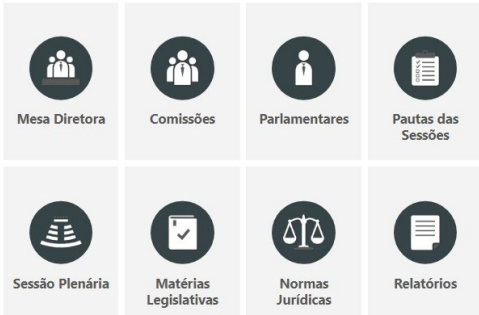 Mesa Diretora
Comissões
Parlamentares
Pautas das
Sessões
Sessão Plenária
Matérias
Legislativas
Normas
Jurídicas
Relatórios